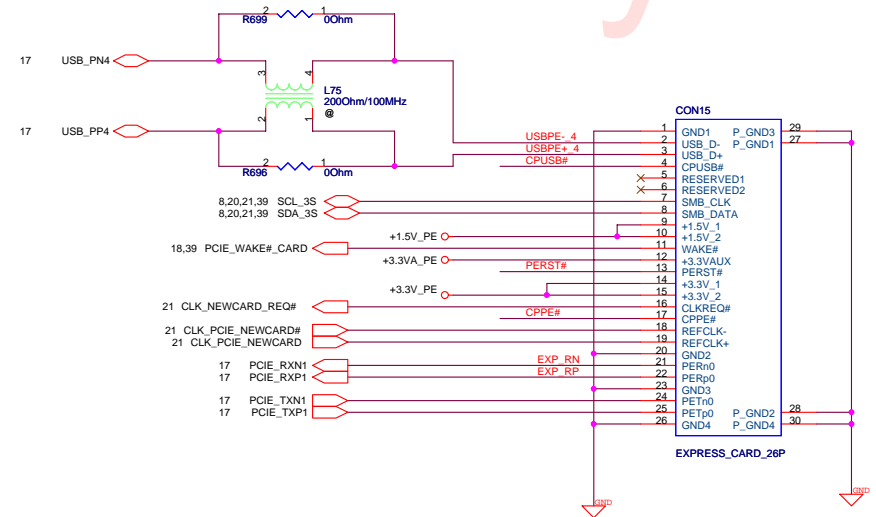 2 1
R699 0Ohm
17 USB_PN4
3 4
L75
200Ohm/100MHz
@
2 1
17 USB_PP4
2 1
R696 0Ohm
CON15
USBPE-_4
USBPE+_4
CPUSB#
8,20,21,39 SCL_3S
8,20,21,39 SDA_3S
+1.5V_PE
18,39 PCIE_WAKE#_CARD
+3.3VA_PE
PERST#
+3.3V_PE
21 CLK_NEWCARD_REQ#
CPPE#
21 CLK_PCIE_NEWCARD#
21 CLK_PCIE_NEWCARD
17 PCIE_RXN1 EXP_RN
17 PCIE_RXP1 EXP_RP
17 PCIE_TXN1
17 PCIE_TXP1
1 GND1 P_GND3 29
2 USB_D- P_GND1 27
3 USB_D+
4 CPUSB#
5 RESERVED1
6 RESERVED2
7 SMB_CLK
8 SMB_DATA
9 +1.5V_1
10 +1.5V_2
11 WAKE#
12 +3.3VAUX
13 PERST#
14 +3.3V_1
15 +3.3V_2
16 CLKREQ#
17 CPPE#
18 REFCLK-
19 REFCLK+
20 GND2
21 PERn0
22 PERp0
23 GND3
24 PETn0
25 PETp0 P_GND2 28
26 GND4 P_GND4 30
EXPRESS_CARD_26P
GND
GND